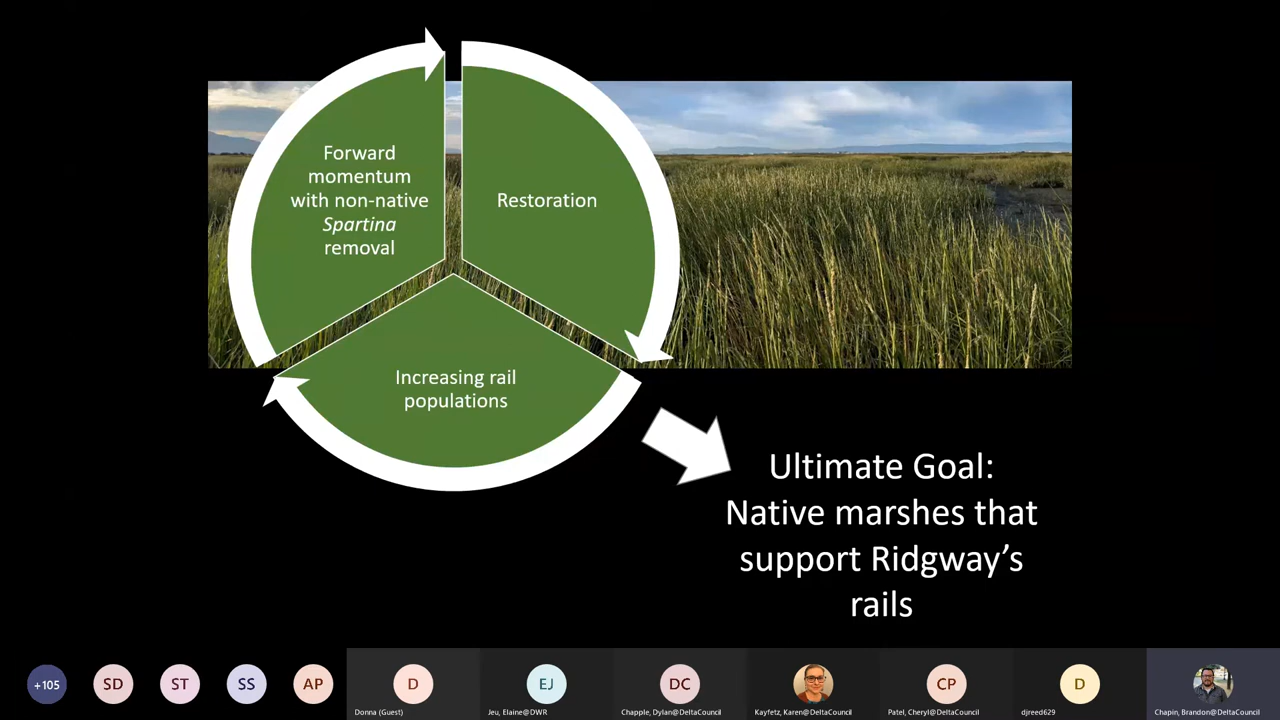 Forward
momentum
with non-native
Spartina
removal
Restoration
Increasing rail
populations
Ultimate Goal:
Native marshes that
support Ridgway’s
rails
+105
SD
ST
SS
AP
D
EJ
DC
CP
D
Donna (Guest)
Jeu, Elaine@DWR
Chapple, Dylan@DeltaCouncil
Kayfetz, Karen@DeltaCouncil
Patel, Cheryl@DeltaCouncil
djreed629
Chapin, Brandon@DeltaCouncil